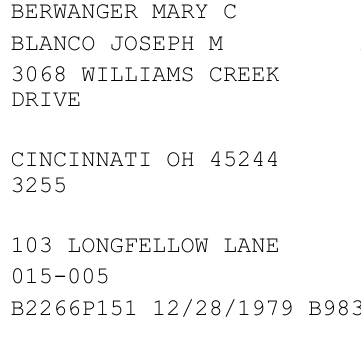 BERWANGER MARY C
BLANCO JOSEPH M
3068 WILLIAMS CREEK
DRIVE
CINCINNATI OH 45244
3255
103 LONGFELLOW LANE
015-005
B2266P151 12/28/1979 B983